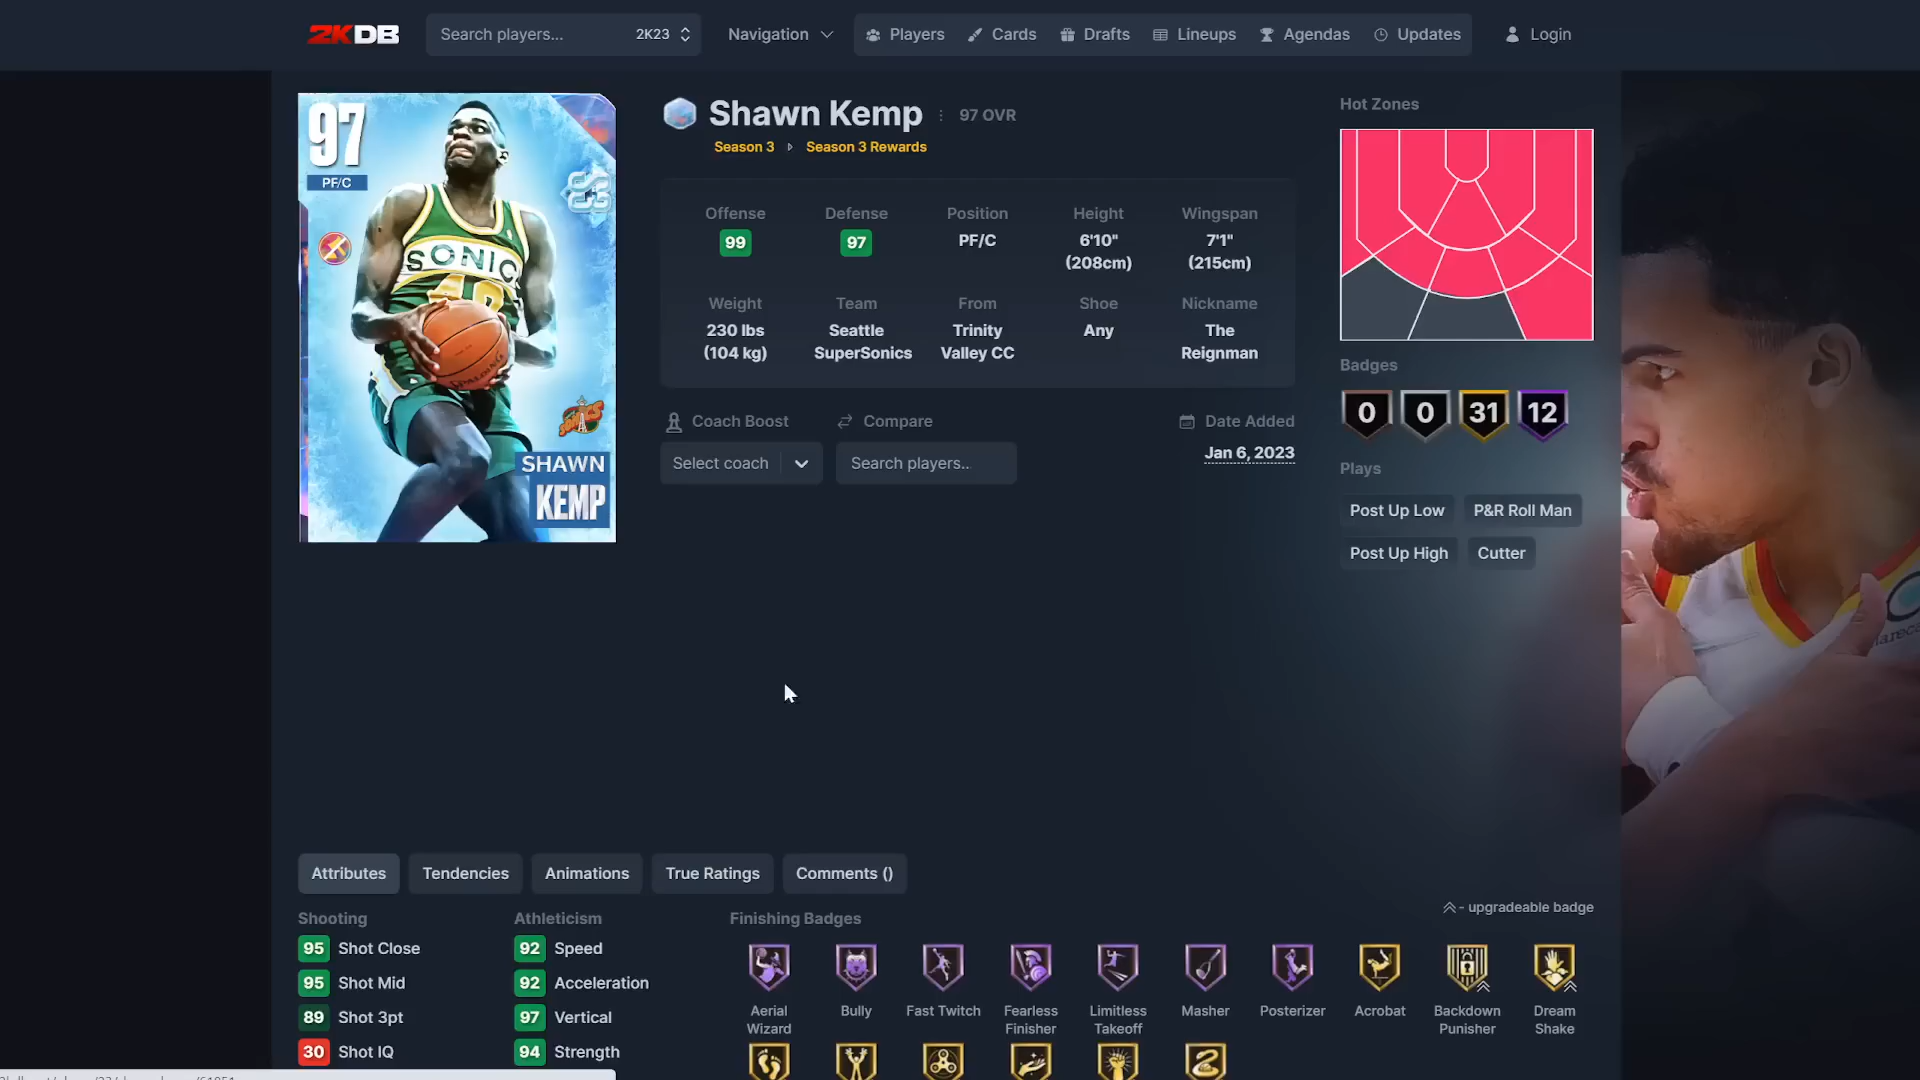 2KDB
Search players...
2K23
Navigation
Players
Cards
Drafts
Lineups
Agendas
Updates
Login
97
PF/C
SONIC
40
SPALDING
SONICS
SHAWN
KEMP
Shawn Kemp
97 OVR
Season 3
Season 3 Rewards
Offense
99
Defense
97
Position
PF/C
Height
6'10"
(208cm)
Wingspan
7'1"
(215cm)
Weight
230 lbs
(104 kg)
Team
Seattle
SuperSonics
From
Trinity
Valley CC
Shoe
Any
Nickname
The
Reignman
Coach Boost
Select coach
Compare
Search players...
Date Added
Jan 6, 2023
Hot Zones
Badges
0 0 31 12
Plays
Post Up Low
P&R Roll Man
Post Up High
Cutter
Attributes
Tendencies
Animations
True Ratings
Comments ()
- upgradeable badge
Shooting
95 Shot Close
95 Shot Mid
89 Shot 3pt
30 Shot IQ
Athleticism
92 Speed
92 Acceleration
97 Vertical
94 Strength
Finishing Badges
Aerial
Wizard
Bully
Fast Twitch
Fearless
Finisher
Limitless
Takeoff
Masher
Posterizer
Acrobat
Backdown
Punisher
Dream
Shake